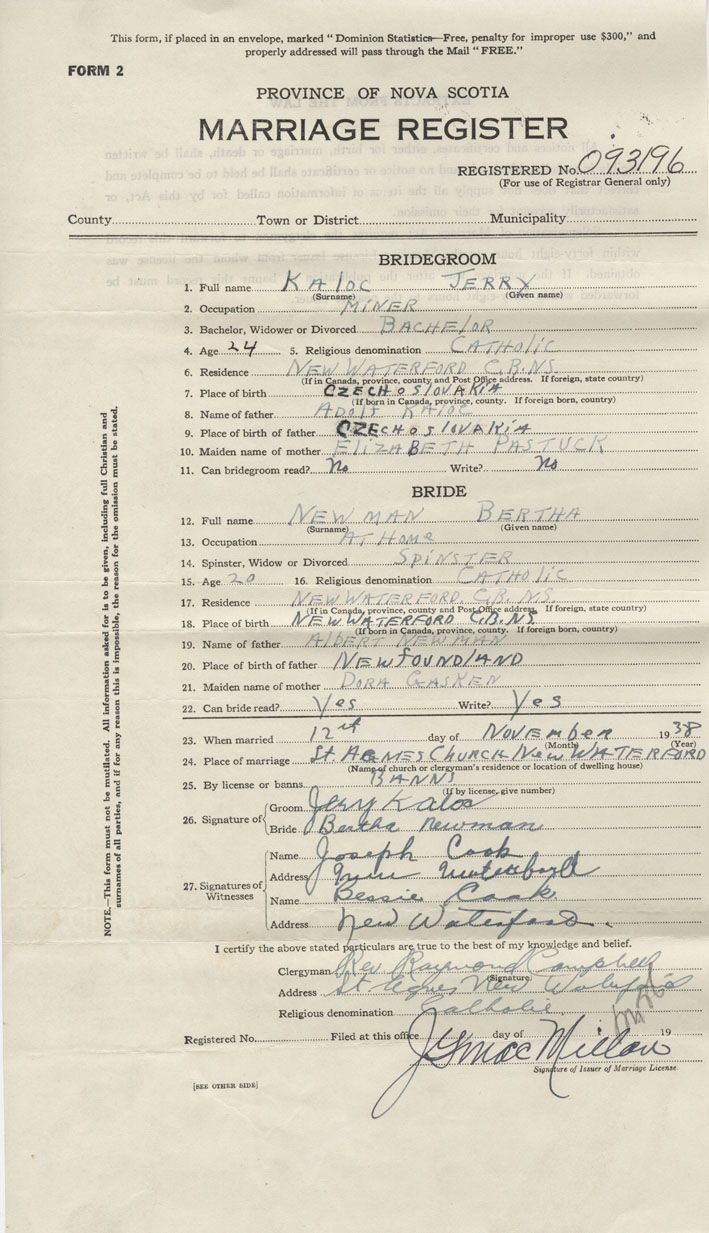 This form, if placed in an envelope, marked "Dominion Statistics—Free, penalty for improper use $300," and
properly addressed will pass through the Mail "FREE."
FORM 2
PROVINCE OF NOVA SCOTIA
MARRIAGE REGISTER
REGISTERED No. 093196
(For use of Registrar General only)
County Town or District Municipality
BRIDEGROOM
1. Full name KAlOC JERRY
(Surname) (Given name)
2. Occupation MINER
3. Bachelor, Widower or Divorced BACHElOR
4. Age 24 5. Religious denomination CATHOLIC
6. Residence NEW WATERFORD C.B.N.S.
(If in Canada, province, county and Post Office address. If foreign, state country)
7. Place of birth CZECHOSlOVAKiA
(If born in Canada, province, county. If foreign born, country)
8. Name of father ADOlf KAlOC
9. Place of birth of father CZECHOSlOVAKiA
10. Maiden name of mother EliZABETH PASTUCK
11. Can bridegroom read? No Write? No
BRIDE
12. Full name NEWMAN BERTHA
(Surname) (Given name)
13. Occupation AT HOMe
14. Spinster, Widow or Divorced SPINSTER
15. Age 20 16. Religious denomination CATHOlIC
17. Residence NEW WATERFORD C.B. N.S.
(If in Canada, province, county and Post Office address. If foreign, state country)
18. Place of birth NEW WATERFORD C.B. NS
(If born in Canada, province, county. If foreign born, country)
19. Name of father AlBERT NEWMAN
20. Place of birth of father NEWfOUNDlAND
21. Maiden name of mother DORA GASKEN
22. Can bride read? Yes Write? Yes
23. When married 12th day of NOVEMber 1938
(Month) (Year)
24. Place of marriage St. AGNES CHURCH NeW WATERFORD
(Name of church or clergyman's residence or location of dwelling house)
25. By license or banns BANNS
(If by license, give number)
26. Signature of Groom Jerry Kaloc
Bride Bertha Newman
27. Signatures of Witnesses Name Joseph Cook
Address New Waterford
Name Bessie Cook.
Address New Waterford.
I certify the above stated particulars are true to the best of my knowledge and belief.
Clergyman Rev Raymond Campbell
(Signature)
Address St Agnes New Waterford
Religious denomination Catholic
Registered No. Filed at this office day of 19
MacMillan
Signature of Issuer of Marriage License
[SEE OTHER SIDE]
NOTE.—This form must not be mutilated. All information asked for is to be given, including full Christian and
surnames of all parties, and if for any reason this is impossible, the reason for the omission must be stated.